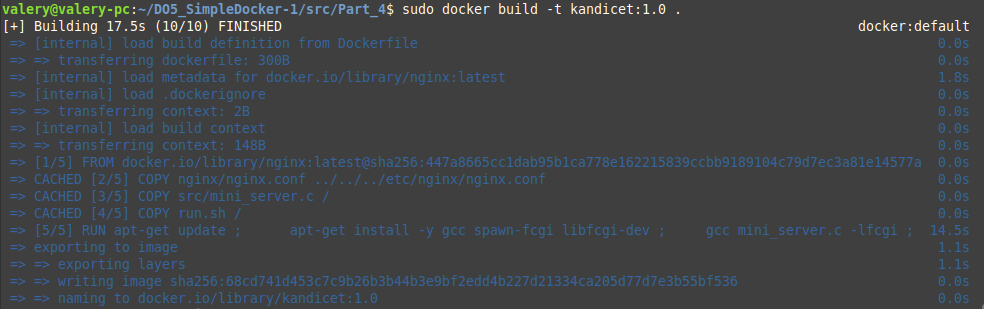 valery@valery-pc:~/DO5_SimpleDocker-1/src/Part_4$ sudo docker build -t kandicet:1.0 .
[+] Building 17.5s (10/10) FINISHED docker:default
=> [internal] load build definition from Dockerfile 0.0s
=> => transferring dockerfile: 300B 0.0s
=> [internal] load metadata for docker.io/library/nginx:latest 1.8s
=> [internal] load .dockerignore 0.0s
=> => transferring context: 2B 0.0s
=> [internal] load build context 0.0s
=> => transferring context: 148B 0.0s
=> [1/5] FROM docker.io/library/nginx:latest@sha256:447a8665cc1dab95b1ca778e162215839ccbb9189104c79d7ec3a81e14577a 0.0s
=> CACHED [2/5] COPY nginx/nginx.conf ../../../etc/nginx/nginx.conf 0.0s
=> CACHED [3/5] COPY src/mini_server.c / 0.0s
=> CACHED [4/5] COPY run.sh / 0.0s
=> [5/5] RUN apt-get update ; apt-get install -y gcc spawn-fcgi libfcgi-dev ; gcc mini_server.c -lfcgi ; 14.5s
=> exporting to image 1.1s
=> => exporting layers 1.1s
=> => writing image sha256:68cd741d453c7c9b26b3b44b3e9bf2edd4b227d21334ca205d77d7e3b55bf536 0.0s
=> => naming to docker.io/library/kandicet:1.0 0.0s